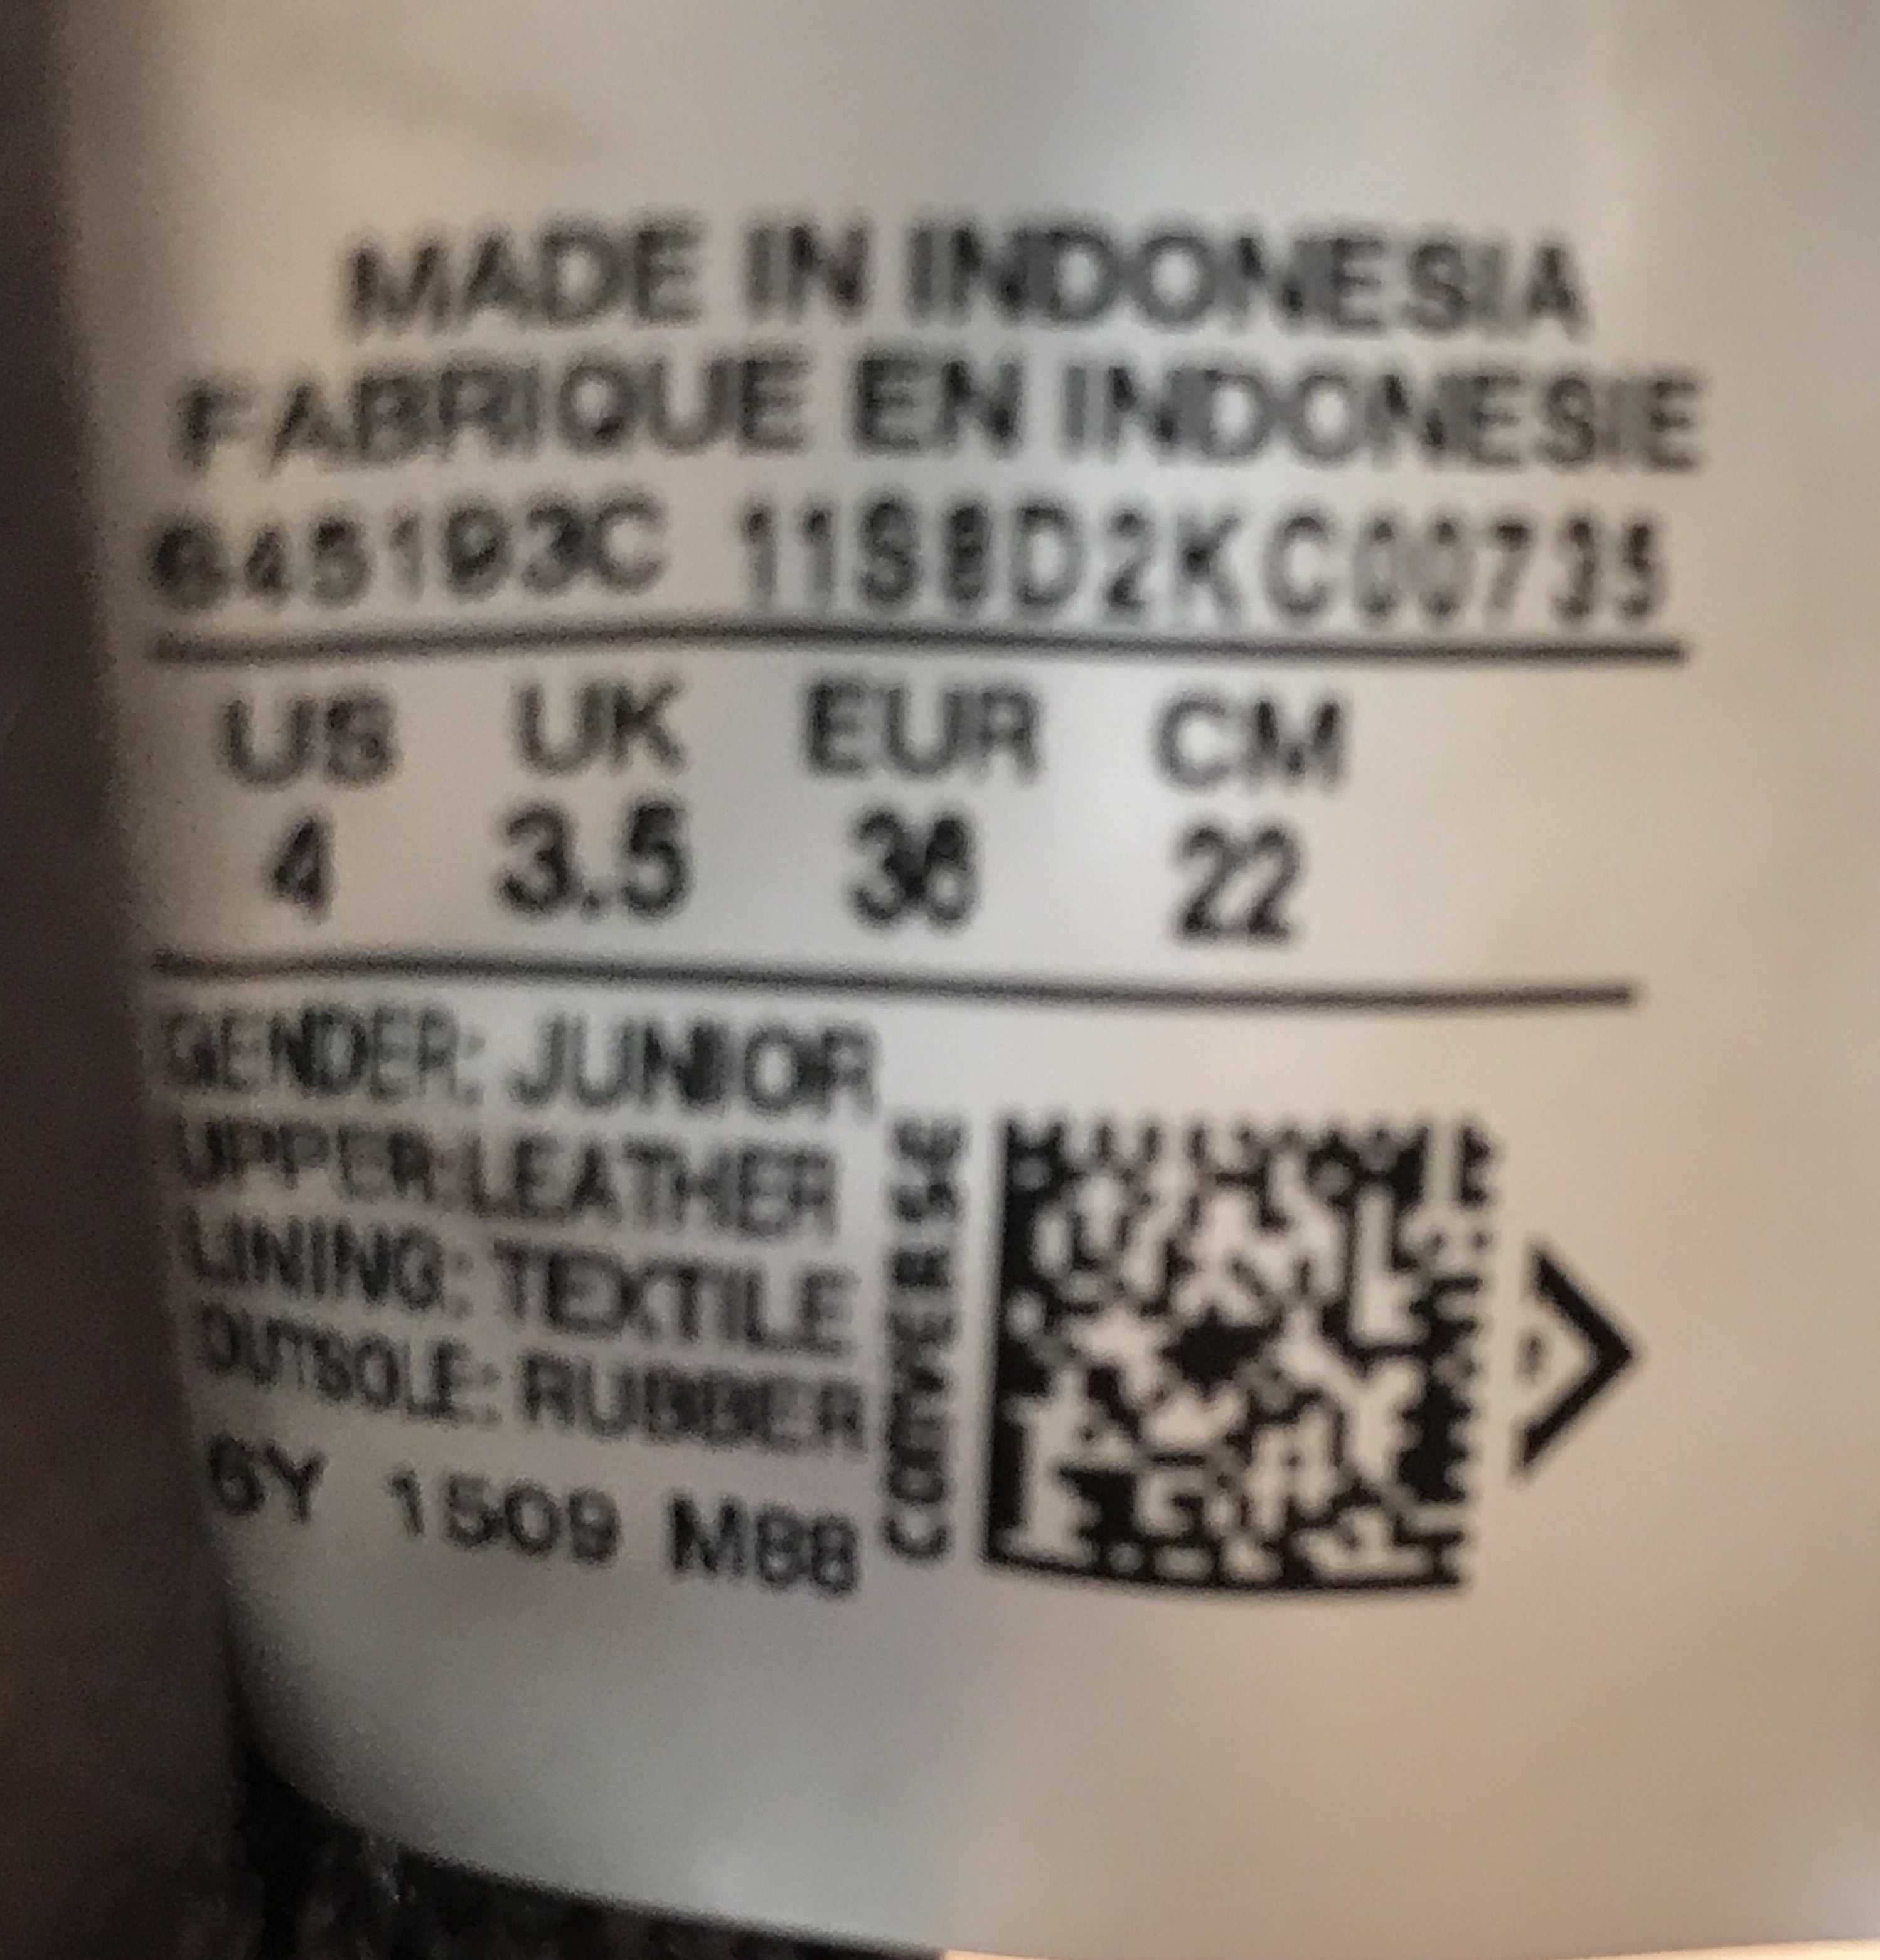 MADE IN INDONESIA
FABRIQUE EN INDONESIE
645193C 11S8D2KC00735
US UK EUR CM
4 3.5 36 22
GENDER: JUNIOR
UPPER:LEATHER
LINING: TEXTILE
OUTSOLE: RUBBER
6Y 1509 M88
CONVERSE